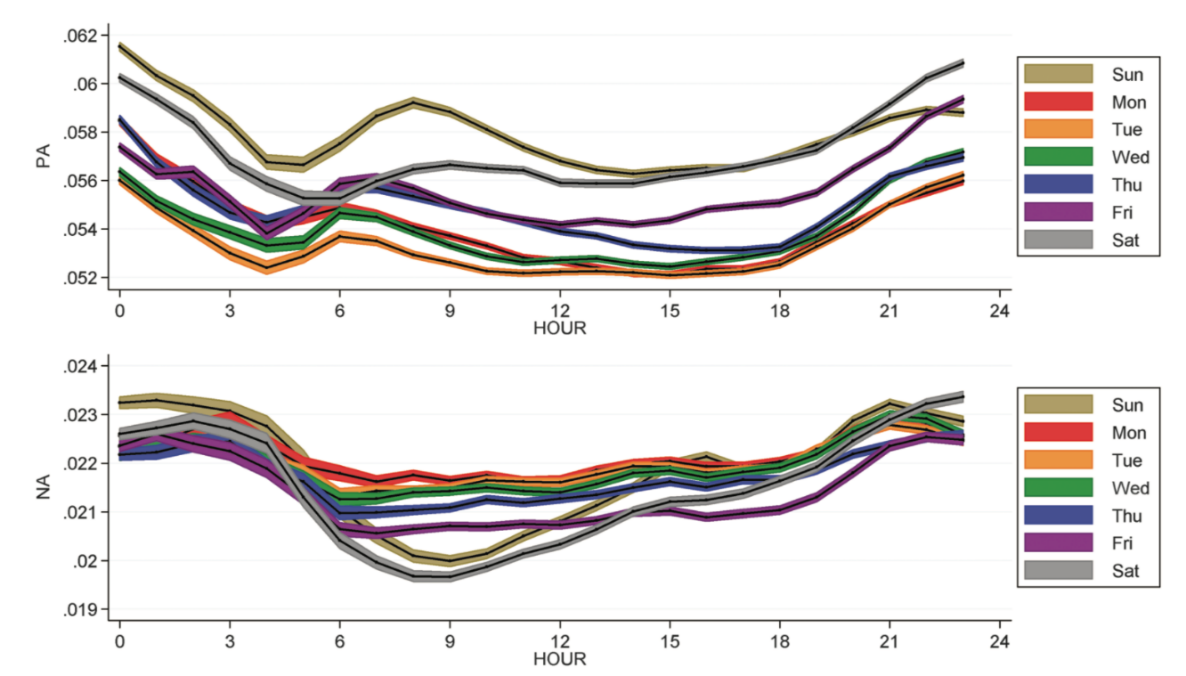 .062
.06
.058
.056
.054
.052
PA
0 3 6 9 12 15 18 21 24
HOUR
Sun
Mon
Tue
Wed
Thu
Fri
Sat
.024
.023
.022
.021
.02
.019
NA
0 3 6 9 12 15 18 21 24
HOUR
Sun
Mon
Tue
Wed
Thu
Fri
Sat